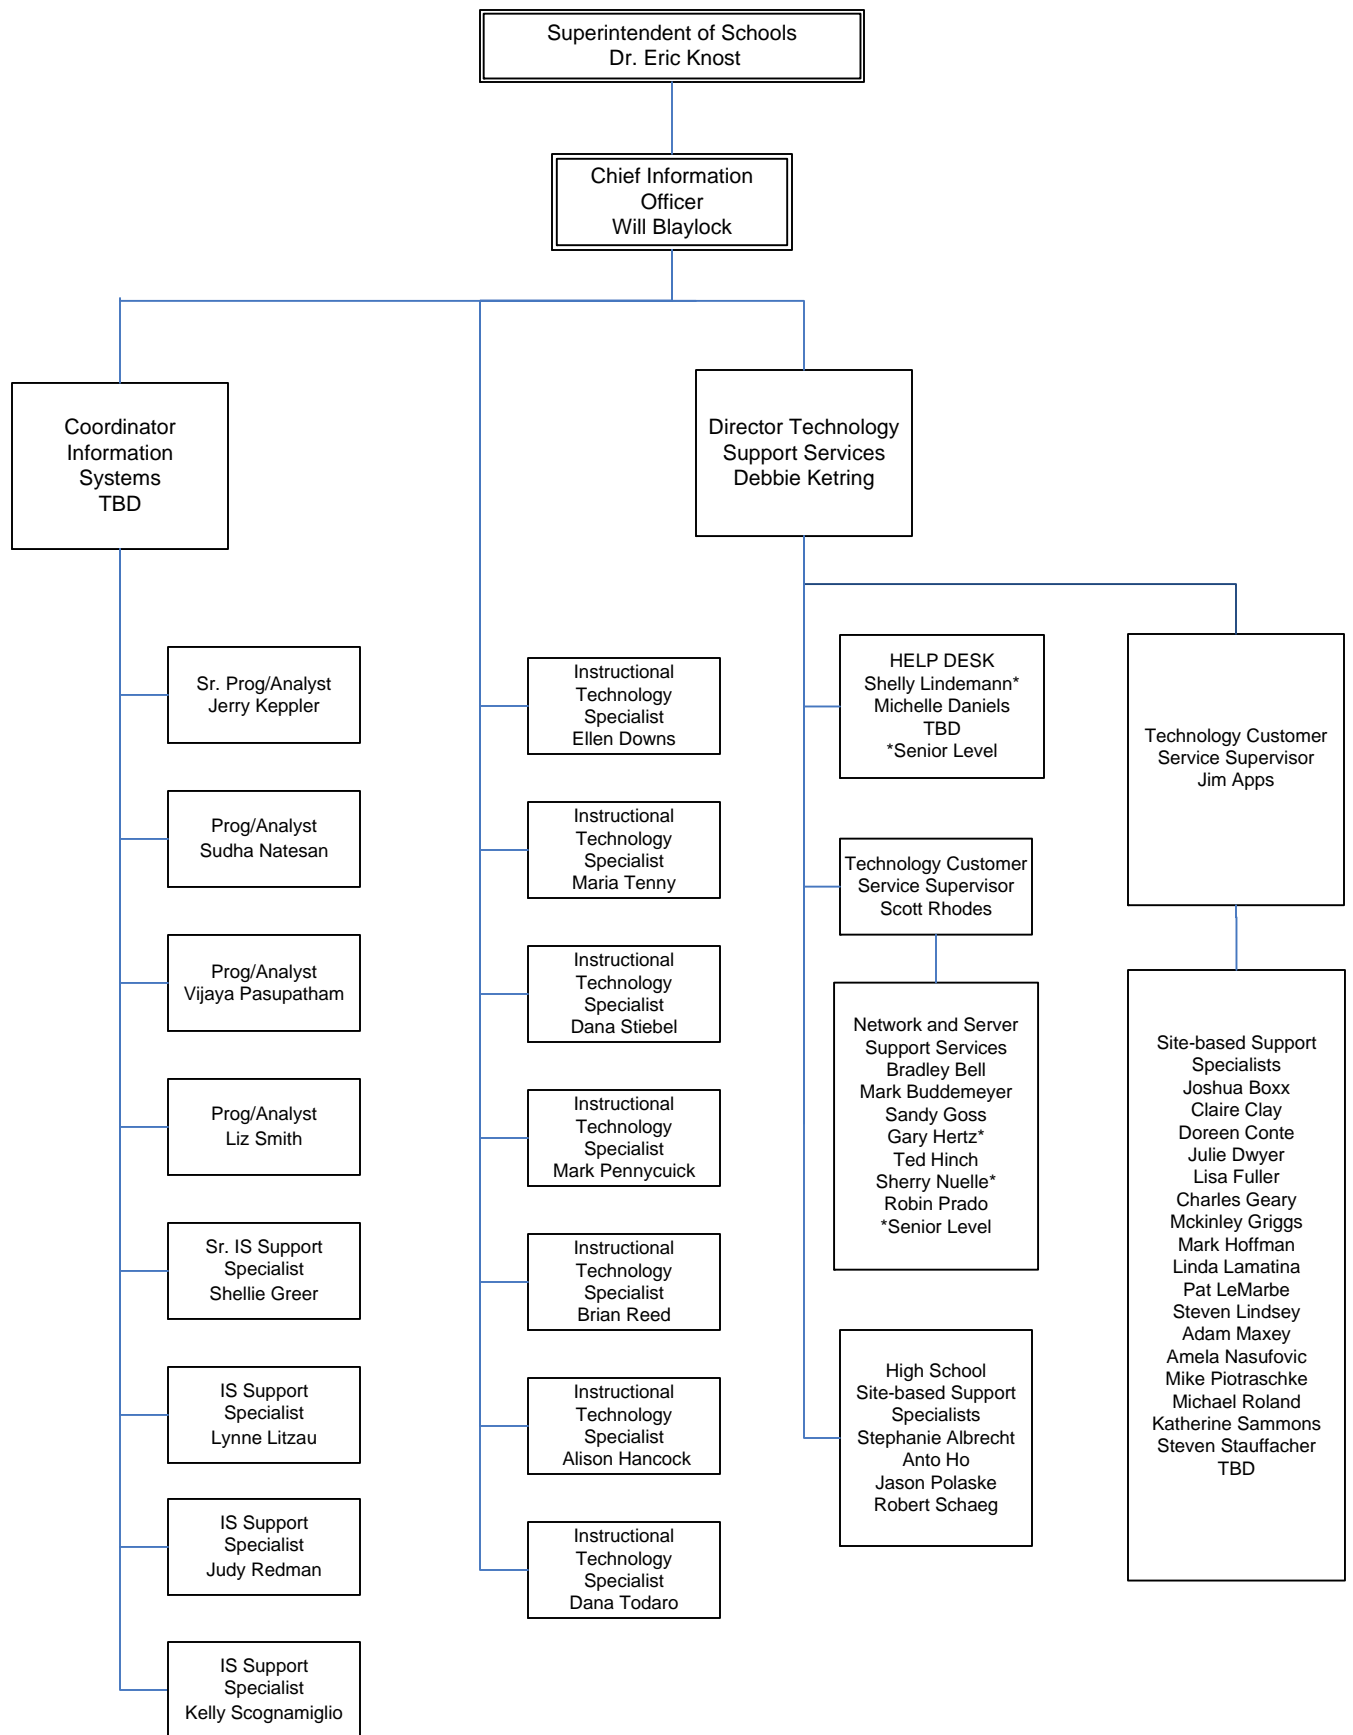 Superintendent of Schools
Dr. Eric Knost
Chief Information
Officer
Will Blaylock
Coordinator
Information
Systems
TBD
Sr. Prog/Analyst
Jerry Keppler
Prog/Analyst
Sudha Natesan
Prog/Analyst
Vijaya Pasupatham
Prog/Analyst
Liz Smith
Sr. IS Support
Specialist
Shellie Greer
IS Support
Specialist
Lynne Litzau
IS Support
Specialist
Judy Redman
IS Support
Specialist
Kelly Scognamiglio
Instructional
Technology
Specialist
Ellen Downs
Instructional
Technology
Specialist
Maria Tenny
Instructional
Technology
Specialist
Dana Stiebel
Instructional
Technology
Specialist
Mark Pennycuick
Instructional
Technology
Specialist
Brian Reed
Instructional
Technology
Specialist
Alison Hancock
Instructional
Technology
Specialist
Dana Todaro
Director Technology
Support Services
Debbie Ketring
HELP DESK
Shelly Lindemann*
Michelle Daniels
TBD
*Senior Level
Technology Customer
Service Supervisor
Scott Rhodes
Network and Server
Support Services
Bradley Bell
Mark Buddemeyer
Sandy Goss
Gary Hertz*
Ted Hinch
Sherry Nuelle*
Robin Prado
*Senior Level
High School
Site-based Support
Specialists
Stephanie Albrecht
Anto Ho
Jason Polaske
Robert Schaeg
Technology Customer
Service Supervisor
Jim Apps
Site-based Support
Specialists
Joshua Boxx
Claire Clay
Doreen Conte
Julie Dwyer
Lisa Fuller
Charles Geary
Mckinley Griggs
Mark Hoffman
Linda Lamatina
Pat LeMarbe
Steven Lindsey
Adam Maxey
Amela Nasufovic
Mike Piotraschke
Michael Roland
Katherine Sammons
Steven Stauffacher
TBD